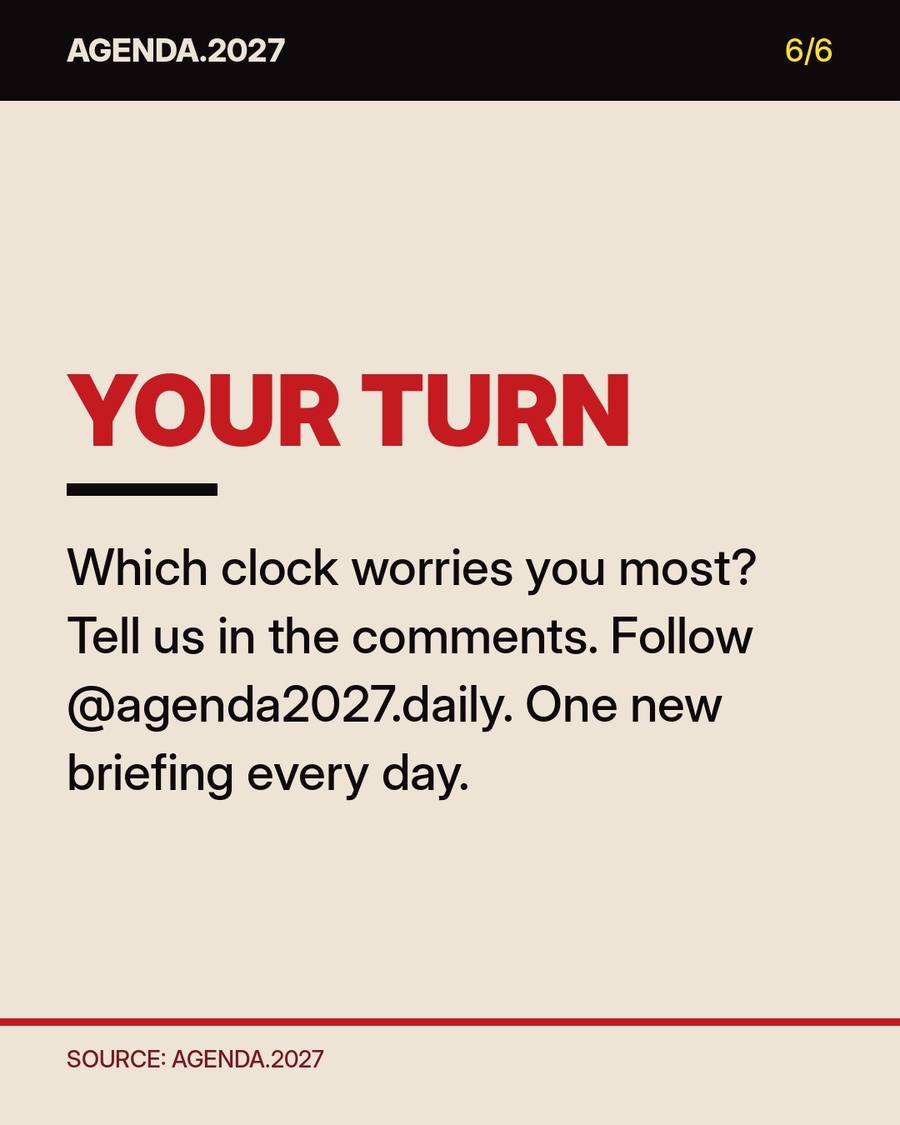 AGENDA.2027
6/6
YOUR TURN
Which clock worries you most?
Tell us in the comments. Follow
@agenda2027.daily. One new
briefing every day.
SOURCE: AGENDA.2027